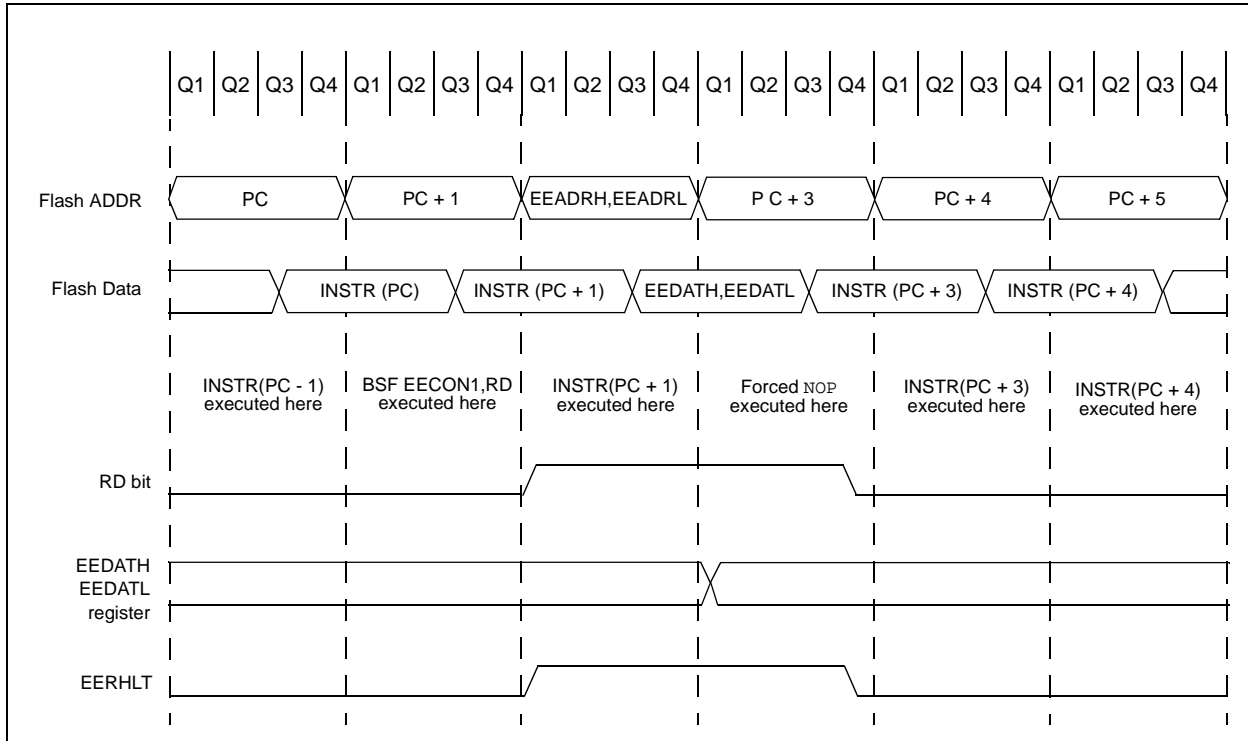 Q1 Q2 Q3 Q4 Q1 Q2 Q3 Q4 Q1 Q2 Q3 Q4 Q1 Q2 Q3 Q4 Q1 Q2 Q3 Q4 Q1 Q2 Q3 Q4
Flash ADDR PC PC + 1 EEADRH,EEADRL P C + 3 PC + 4 PC + 5
Flash Data INSTR (PC) INSTR (PC + 1) EEDATH,EEDATL INSTR (PC + 3) INSTR (PC + 4)
INSTR(PC - 1) BSF EECON1,RD INSTR(PC + 1) Forced NOP INSTR(PC + 3) INSTR(PC + 4)
executed here executed here executed here executed here executed here executed here
RD bit
EEDATH
EEDATL
register
EERHLT